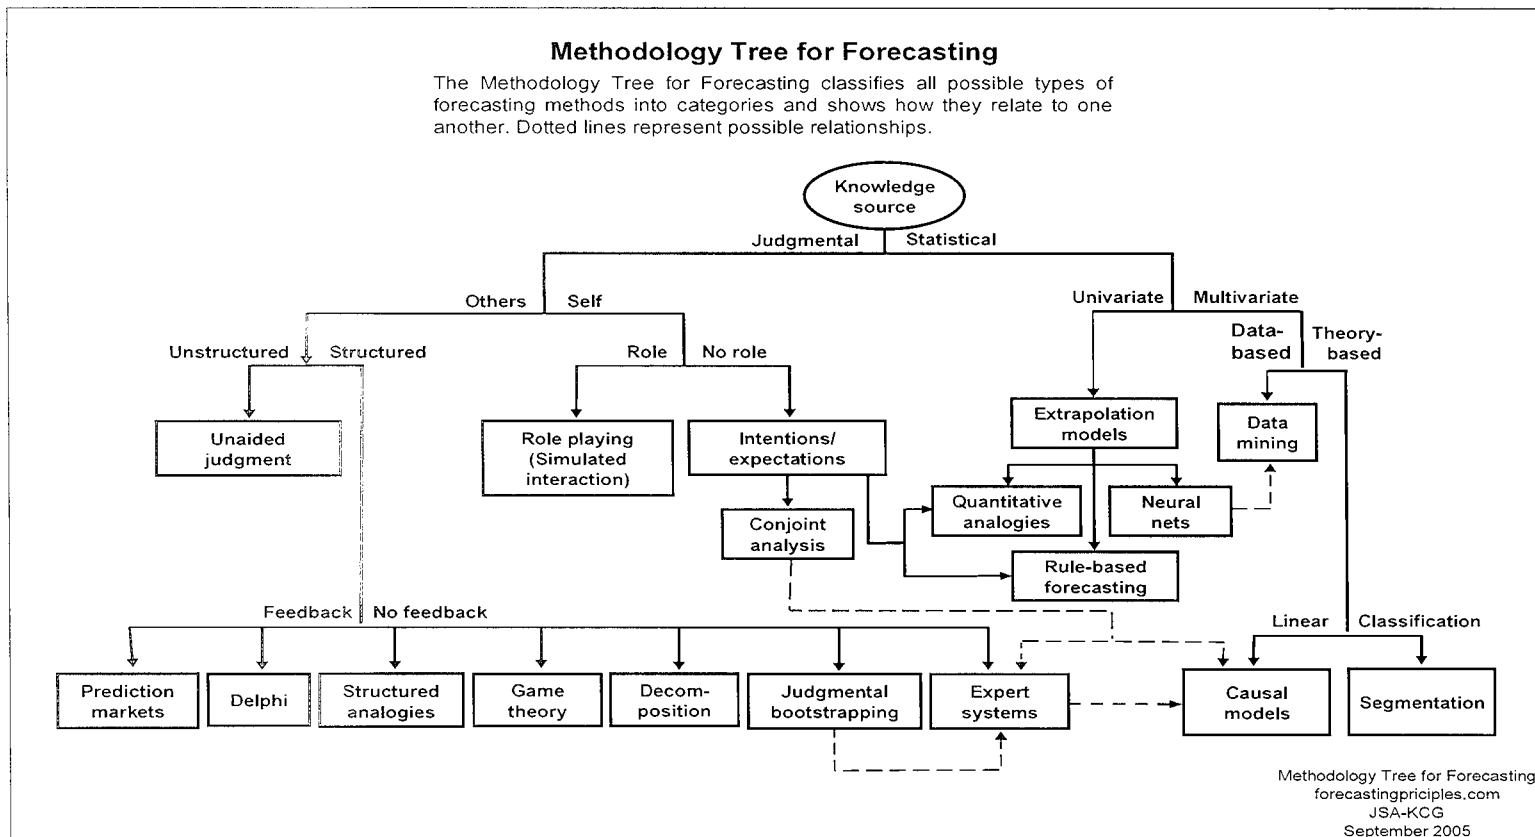 Methodology Tree for Forecasting
The Methodology Tree for Forecasting classifies all possible types of
forecasting methods into categories and shows how they relate to one
another. Dotted lines represent possible relationships.
Knowledge
source
Judgmental
Statistical
Others
Self
Univariate
Multivariate
Unstructured
Structured
Role
No role
Data-
based
Theory-
based
Unaided
judgment
Role playing
(Simulated
interaction)
Intentions/
expectations
Extrapolation
models
Data
mining
Conjoint
analysis
Quantitative
analogies
Neural
nets
Rule-based
forecasting
Feedback
No feedback
Linear
Classification
Prediction
markets
Delphi
Structured
analogies
Game
theory
Decom-
position
Judgmental
bootstrapping
Expert
systems
Causal
models
Segmentation
Methodology Tree for Forecasting
forecastingpriciples.com
JSA-KCG
September 2005